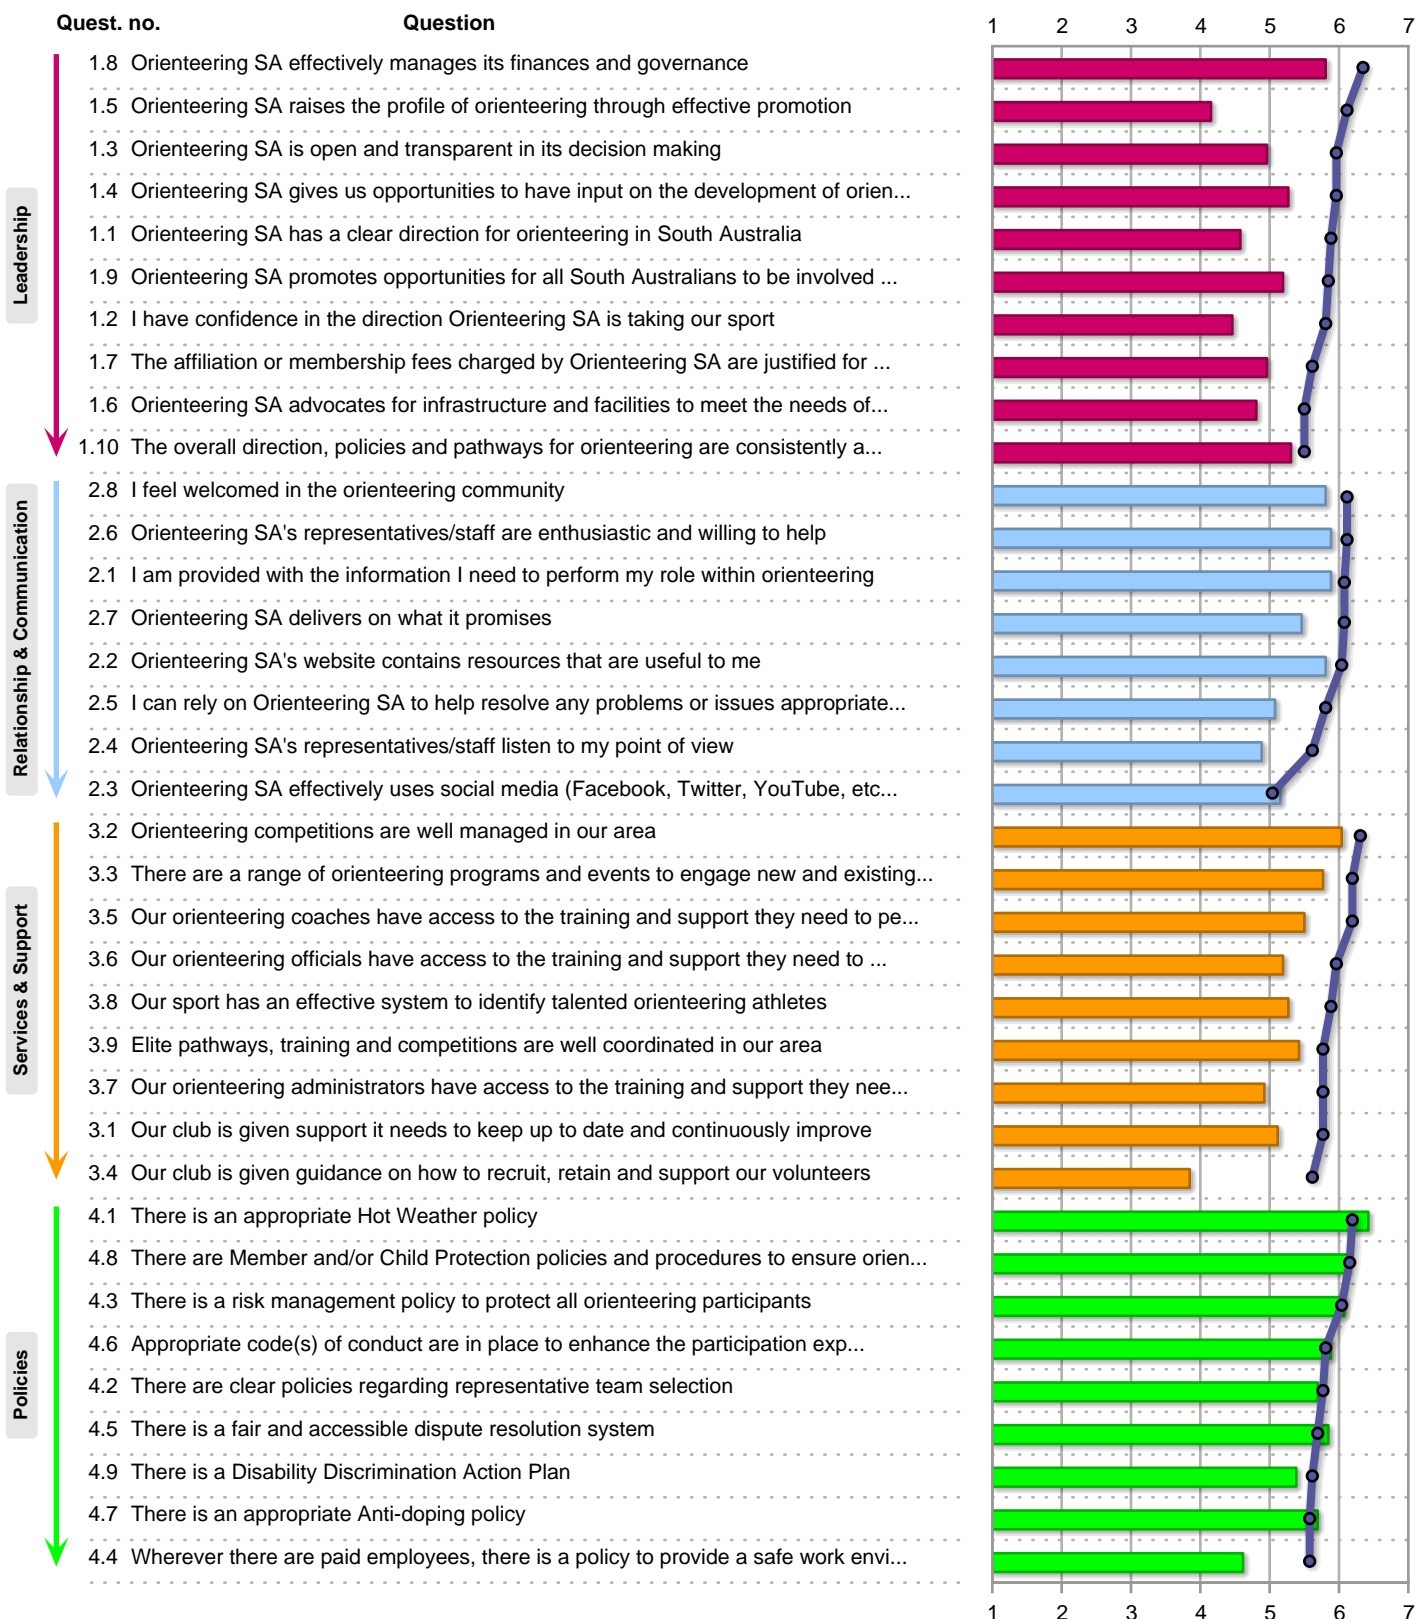 Quest. no. Question 1 2 3 4 5 6 7
Leadership
1.8 Orienteering SA effectively manages its finances and governance
1.5 Orienteering SA raises the profile of orienteering through effective promotion
1.3 Orienteering SA is open and transparent in its decision making
1.4 Orienteering SA gives us opportunities to have input on the development of orien...
1.1 Orienteering SA has a clear direction for orienteering in South Australia
1.9 Orienteering SA promotes opportunities for all South Australians to be involved ...
1.2 I have confidence in the direction Orienteering SA is taking our sport
1.7 The affiliation or membership fees charged by Orienteering SA are justified for ...
1.6 Orienteering SA advocates for infrastructure and facilities to meet the needs of...
1.10 The overall direction, policies and pathways for orienteering are consistently a...
Relationship & Communication
2.8 I feel welcomed in the orienteering community
2.6 Orienteering SA's representatives/staff are enthusiastic and willing to help
2.1 I am provided with the information I need to perform my role within orienteering
2.7 Orienteering SA delivers on what it promises
2.2 Orienteering SA's website contains resources that are useful to me
2.5 I can rely on Orienteering SA to help resolve any problems or issues appropriate...
2.4 Orienteering SA's representatives/staff listen to my point of view
2.3 Orienteering SA effectively uses social media (Facebook, Twitter, YouTube, etc...
Services & Support
3.2 Orienteering competitions are well managed in our area
3.3 There are a range of orienteering programs and events to engage new and existing...
3.5 Our orienteering coaches have access to the training and support they need to pe...
3.6 Our orienteering officials have access to the training and support they need to ...
3.8 Our sport has an effective system to identify talented orienteering athletes
3.9 Elite pathways, training and competitions are well coordinated in our area
3.7 Our orienteering administrators have access to the training and support they nee...
3.1 Our club is given support it needs to keep up to date and continuously improve
3.4 Our club is given guidance on how to recruit, retain and support our volunteers
Policies
4.1 There is an appropriate Hot Weather policy
4.8 There are Member and/or Child Protection policies and procedures to ensure orien...
4.3 There is a risk management policy to protect all orienteering participants
4.6 Appropriate code(s) of conduct are in place to enhance the participation exp...
4.2 There are clear policies regarding representative team selection
4.5 There is a fair and accessible dispute resolution system
4.9 There is a Disability Discrimination Action Plan
4.7 There is an appropriate Anti-doping policy
4.4 Wherever there are paid employees, there is a policy to provide a safe work envi...
1 2 3 4 5 6 7